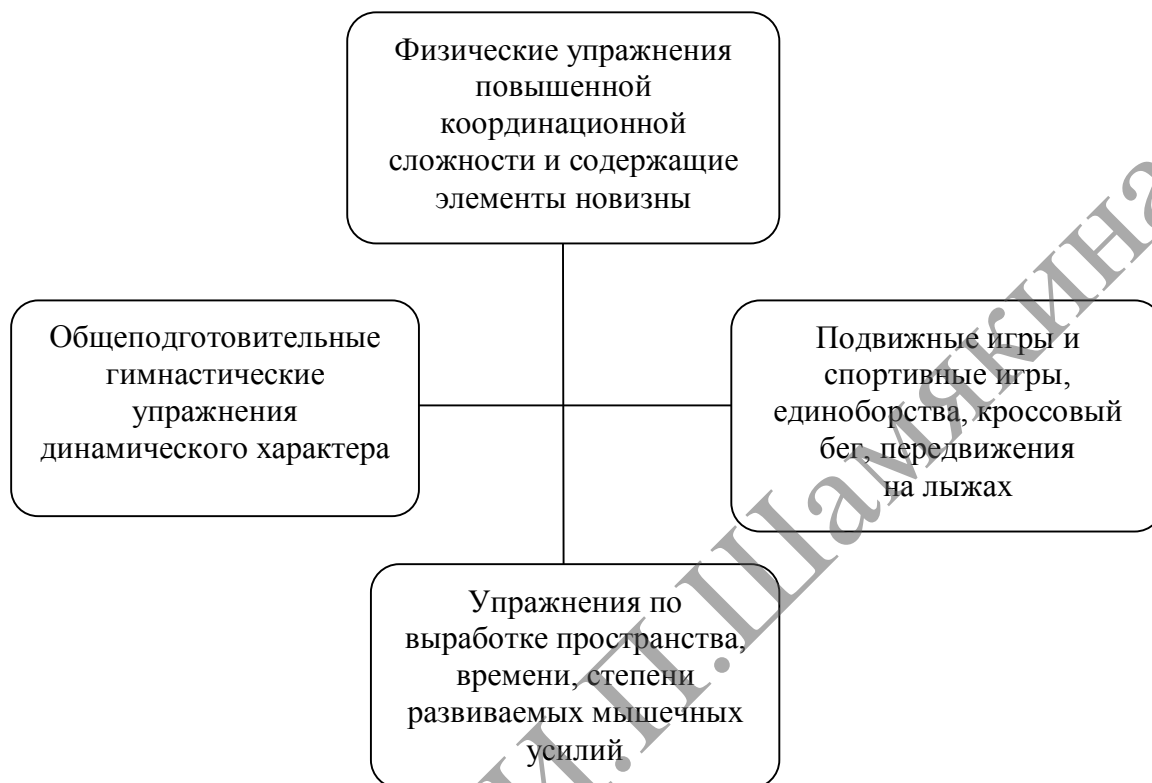 Физические упражнения
повышенной
координационной
сложности и содержащие
элементы новизны
Общеподготовительные
гимнастические
упражнения
динамического характера
Подвижные игры и
спортивные игры,
единоборства, кроссовый
бег, передвижения
на лыжах
Упражнения по
выработке пространства,
времени, степени
развиваемых мышечных
усилий
И.П.Шамякина